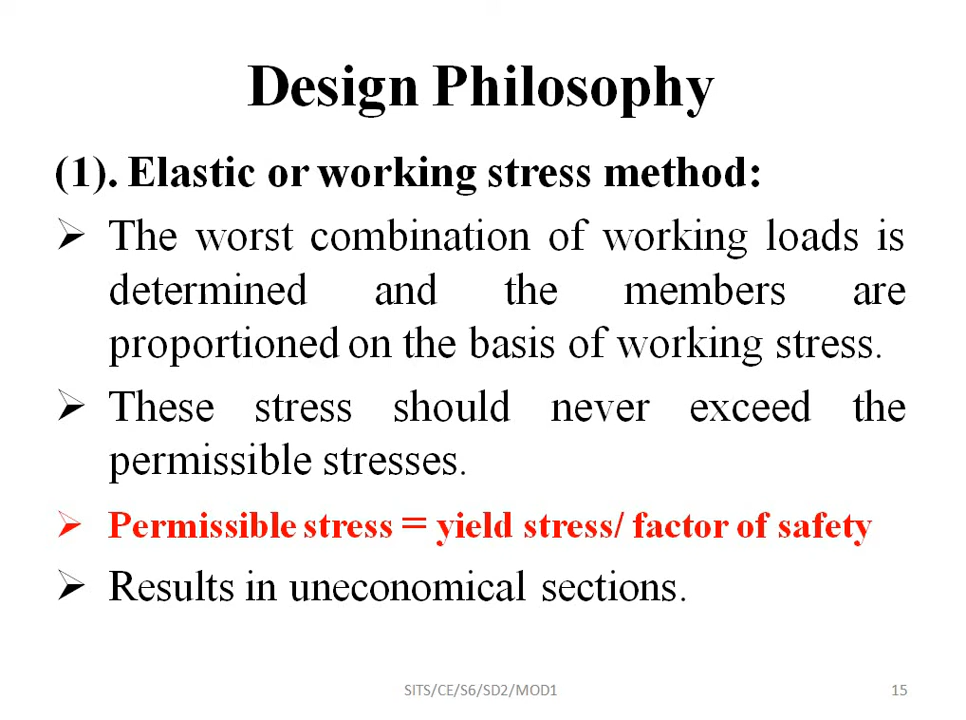 Design Philosophy
(1). Elastic or working stress method:
➢ The worst combination of working loads is
determined and the members are
proportioned on the basis of working stress.
➢ These stress should never exceed the
permissible stresses.
➢ Permissible stress = yield stress/ factor of safety
➢ Results in uneconomical sections.
SITS/CE/S6/SD2/MOD1
15